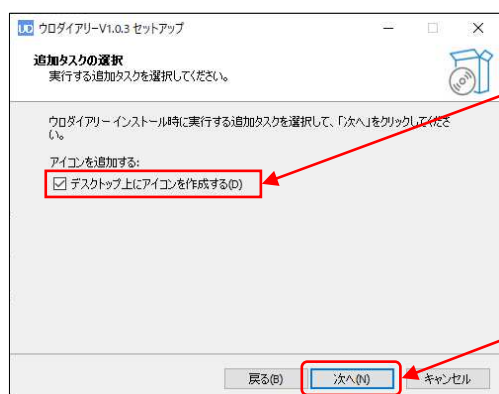 UD ウロダイアリー-V1.0.3 セットアップ
追加タスクの選択
実行する追加タスクを選択してください。
ウロダイアリー インストール時に実行する追加タスクを選択して、「次へ」をクリックしてくださ
い。
アイコンを追加する:
デスクトップ上にアイコンを作成する(D)
戻る(B) 次へ(N) キャンセル